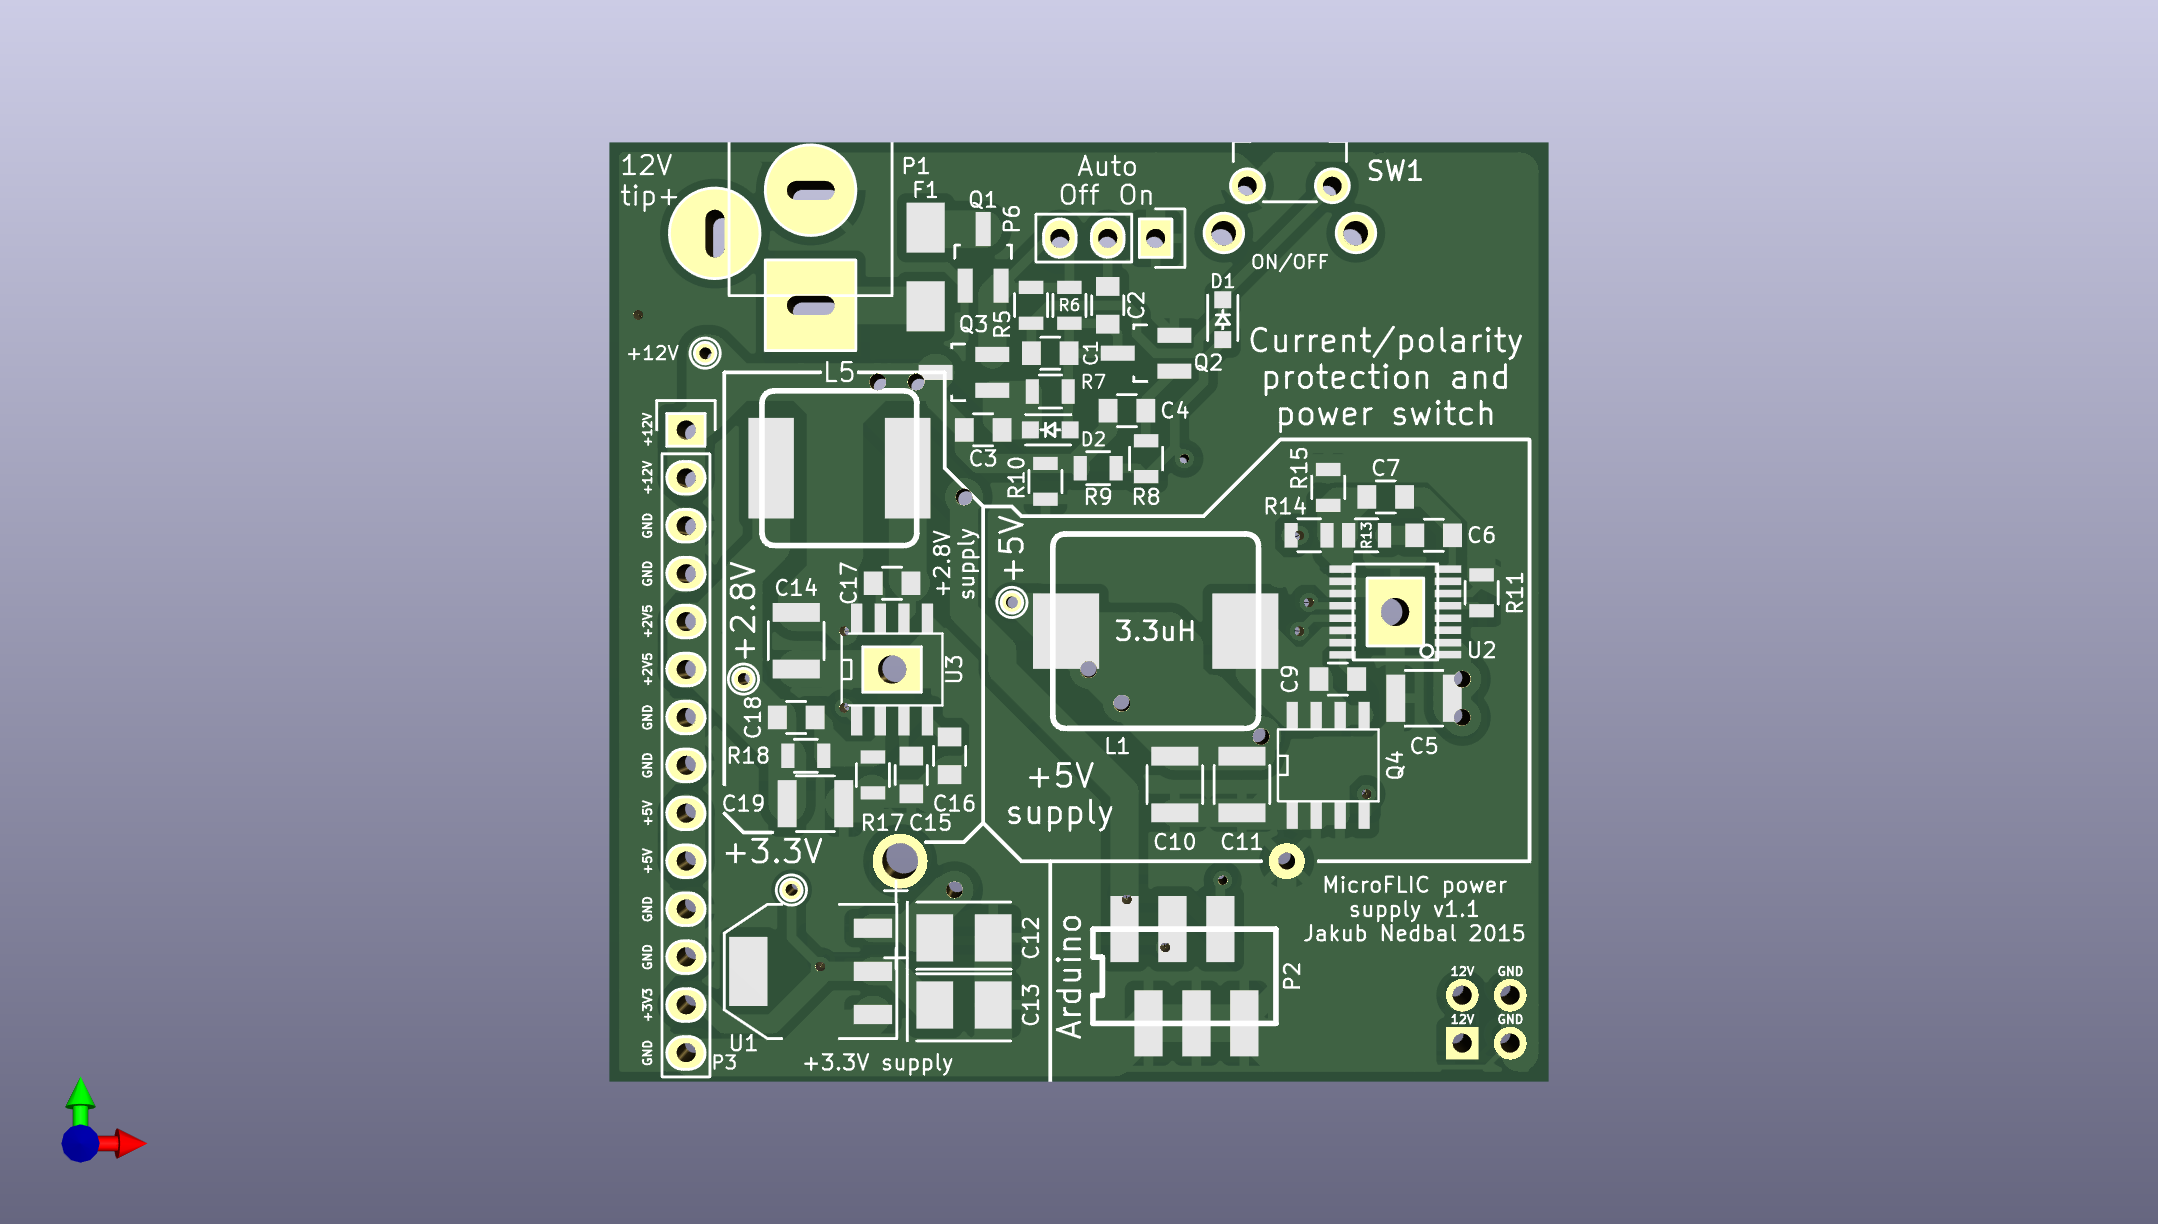 12V
tip+
P1
F1
Q1
P6
Auto
Off On
SW1
ON/OFF
D1
+12V
Q3
R5
R6
C2
C1
Q2
R7
C4
D2
C3
R10
R9
R8
L5
Current/polarity
protection and
power switch
R15
C7
R14
R13
C6
R11
U2
C9
C5
Q4
+12V
+12V
GND
GND
+2V5
+2V5
GND
GND
+5V
+5V
GND
GND
+3V3
GND
P3
+2.8V
C14
C17
+2.8V
supply
+5V
U3
C18
R18
C19
R17
C15
C16
3.3uH
L1
+5V
supply
C10
C11
+3.3V
U1
+3.3V supply
C12
C13
Arduino
P2
MicroFLIC power
supply v1.1
Jakub Nedbal 2015
12V
GND
12V
GND